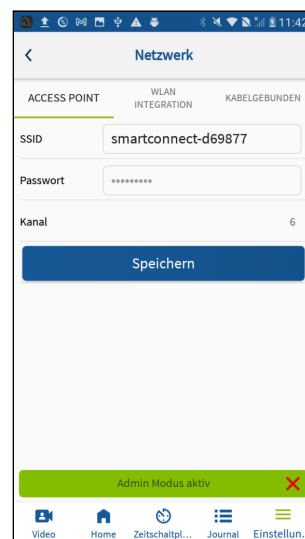 11:42
Netzwerk
ACCESS POINT
WLAN
INTEGRATION
KABELGEBUNDEN
SSID
smartconnect-d69877
Passwort
•••••••••
Kanal
6
Speichern
Admin Modus aktiv
Video
Home
Zeitschaltpl...
Journal
Einstellun.